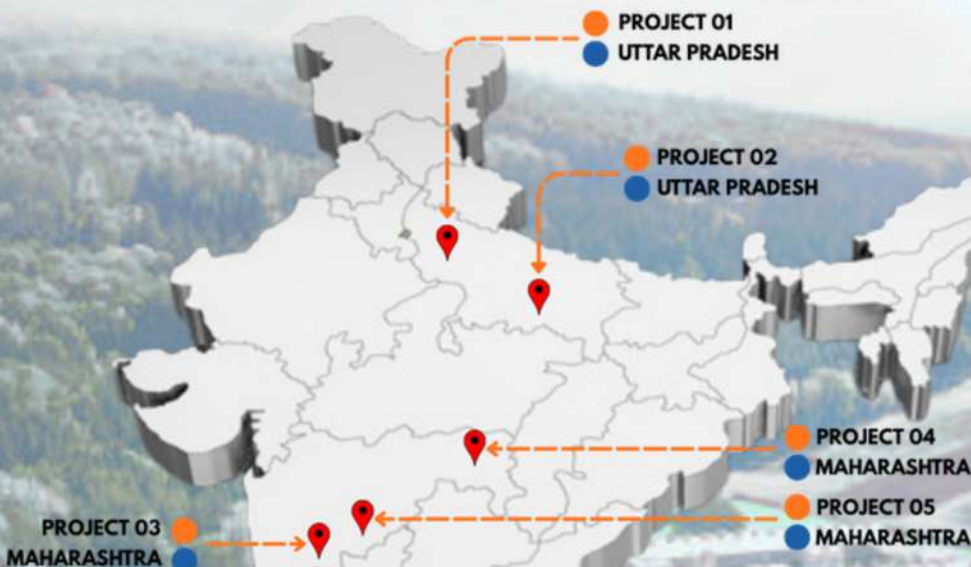 PROJECT 01
UTTAR PRADESH
PROJECT 02
UTTAR PRADESH
PROJECT 04
MAHARASHTRA
PROJECT 05
MAHARASHTRA
PROJECT 03
MAHARASHTRA